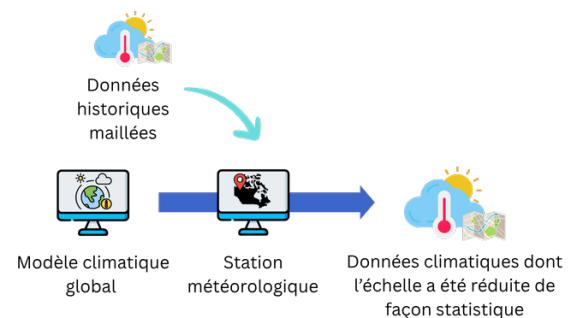 Données
historiques
maillées
Modèle climatique
global
Station
météorologique
Données climatiques dont
l’échelle a été réduite de
façon statistique